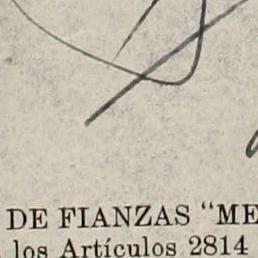 DE FIANZAS "ME
los Artículos 2814